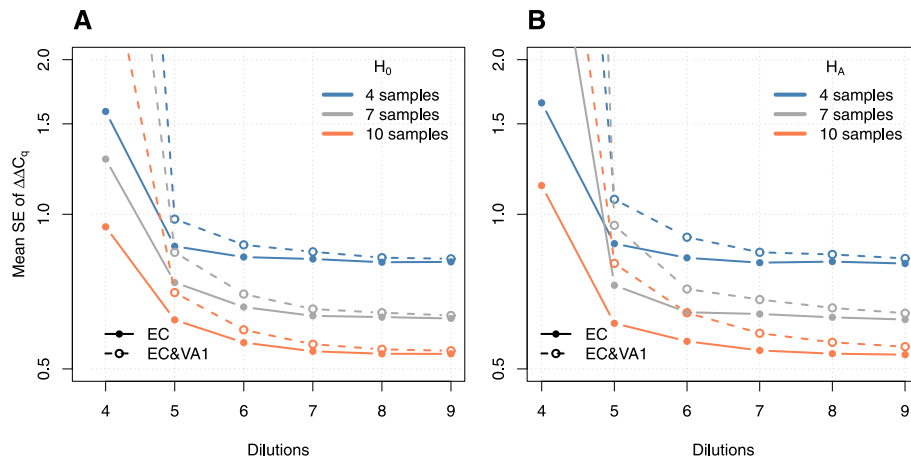 A
Mean SE of ΔΔCq
2.0
1.5
1.0
0.5
H0
4 samples
7 samples
10 samples
EC
EC&VA1
4 5 6 7 8 9
Dilutions
B
2.0
1.5
1.0
0.5
HA
4 samples
7 samples
10 samples
EC
EC&VA1
4 5 6 7 8 9
Dilutions